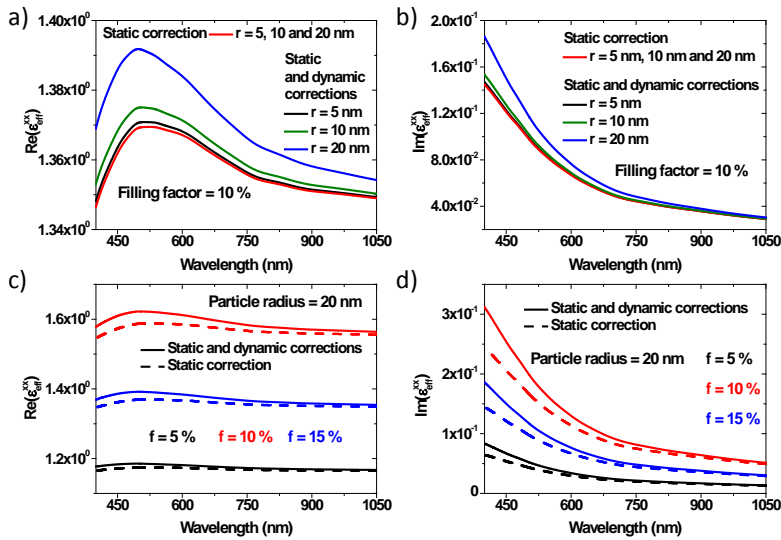 a)
1.40x10⁰
1.38x10⁰
1.36x10⁰
1.34x10⁰
Re(ε_eff^xx)
Static correction r = 5, 10 and 20 nm
Static
and dynamic
corrections
r = 5 nm
r = 10 nm
r = 20 nm
Filling factor = 10 %
450 600 750 900 1050
Wavelength (nm)
b)
2.0x10⁻¹
1.6x10⁻¹
1.2x10⁻¹
8.0x10⁻²
4.0x10⁻²
Im(ε_eff^xx)
Static correction
r = 5 nm, 10 nm and 20 nm
Static and dynamic corrections
r = 5 nm
r = 10 nm
r = 20 nm
Filling factor = 10 %
450 600 750 900 1050
Wavelength (nm)
c)
1.6x10⁰
1.4x10⁰
1.2x10⁰
Re(ε_eff^xx)
Particle radius = 20 nm
Static and dynamic corrections
Static correction
f = 5 % f = 10 % f = 15 %
450 600 750 900 1050
Wavelength (nm)
d)
3x10⁻¹
2x10⁻¹
1x10⁻¹
0
Im(ε_eff^xx)
Static and dynamic corrections
Static correction
Particle radius = 20 nm f = 5 %
f = 10 %
f = 15 %
450 600 750 900 1050
Wavelength (nm)